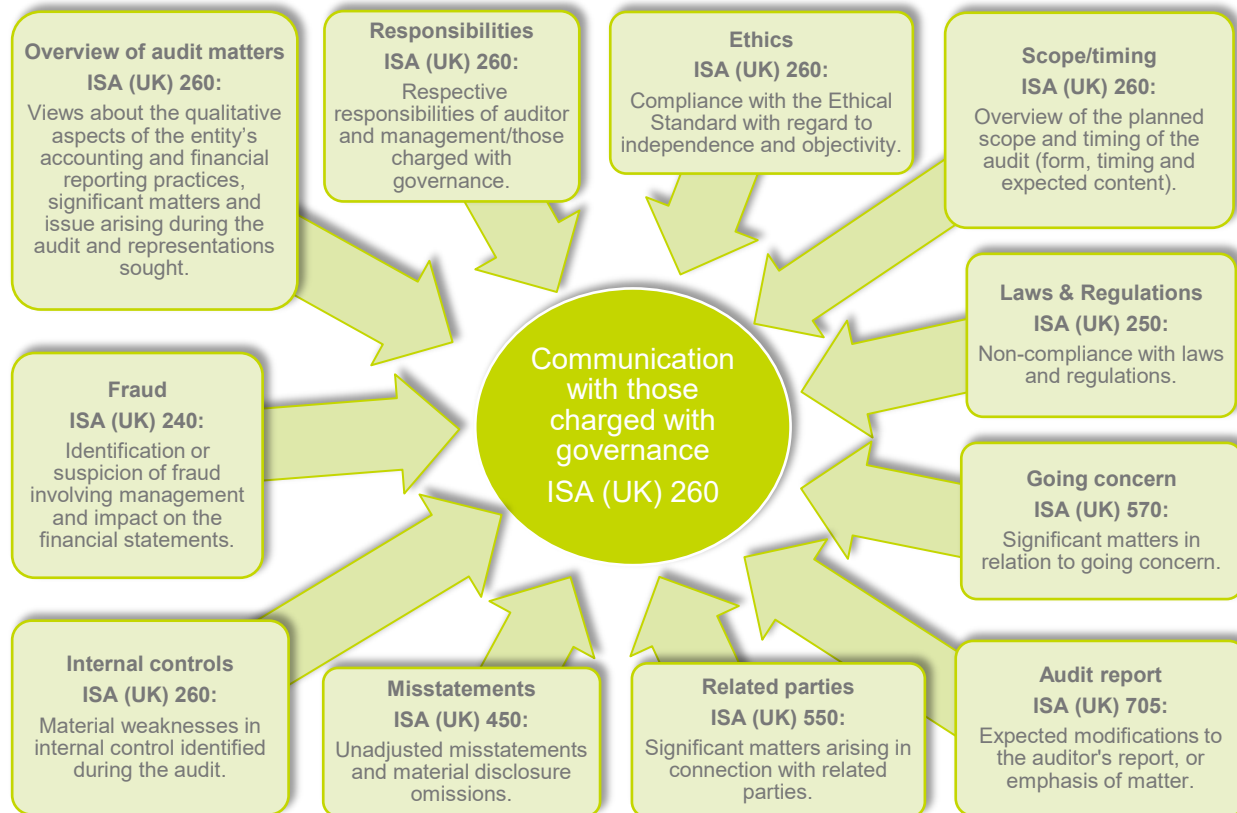 Overview of audit matters
ISA (UK) 260:
Views about the qualitative
aspects of the entity's
accounting and financial
reporting practices,
significant matters and
issue arising during the
audit and representations
sought.
Responsibilities
ISA (UK) 260:
Respective
responsibilities of auditor
and management/those
charged with
governance.
Ethics
ISA (UK) 260:
Compliance with the Ethical
Standard with regard to
independence and objectivity.
Scope/timing
ISA (UK) 260:
Overview of the planned
scope and timing of the
audit (form, timing and
expected content).
Laws & Regulations
ISA (UK) 250:
Non-compliance with laws
and regulations.
Communication
with those
charged with
governance
ISA (UK) 260
Fraud
ISA (UK) 240:
Identification or
suspicion of fraud
involving management
and impact on the
financial statements.
Going concern
ISA (UK) 570:
Significant matters in
relation to going concern.
Internal controls
ISA (UK) 260:
Material weaknesses in
internal control identified
during the audit.
Misstatements
ISA (UK) 450:
Unadjusted misstatements
and material disclosure
omissions.
Related parties
ISA (UK) 550:
Significant matters arising in
connection with related
parties.
Audit report
ISA (UK) 705:
Expected modifications to
the auditor's report, or
emphasis of matter.